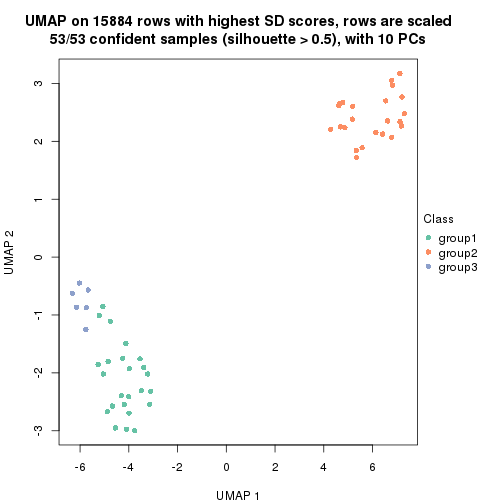 UMAP on 15884 rows with highest SD scores, rows are scaled
53/53 confident samples (silhouette > 0.5), with 10 PCs
3
2
1
0
-1
-2
-3
UMAP 2
-6
-4
-2
0
2
4
6
UMAP 1
Class
group1
group2
group3